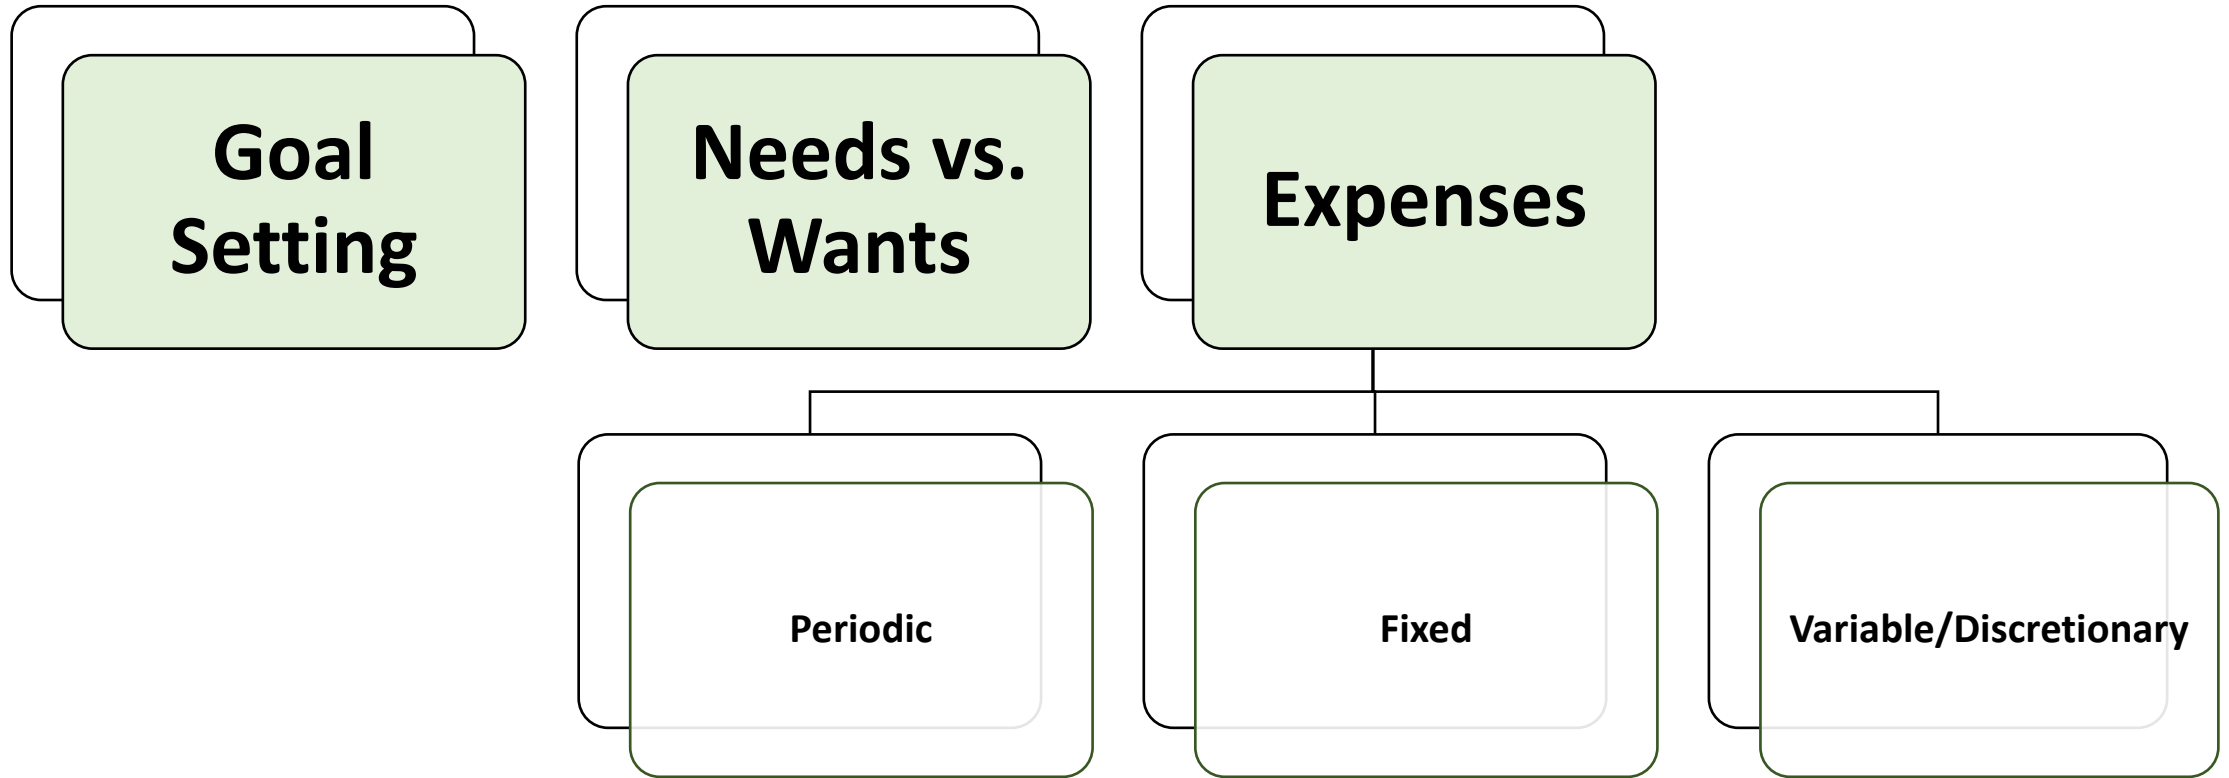 Goal
Setting
Needs vs.
Wants
Expenses
Periodic
Fixed
Variable/Discretionary